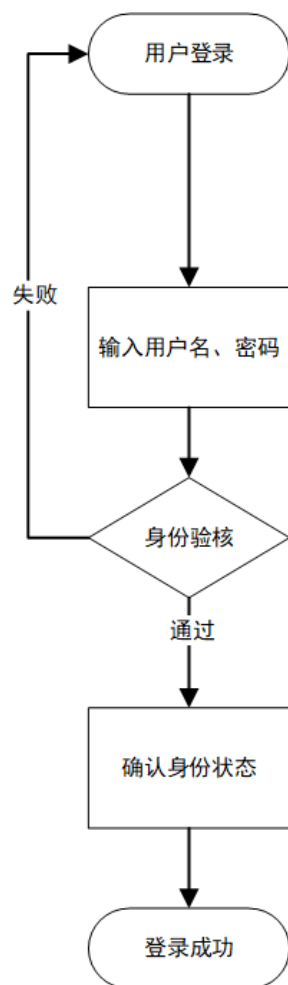 用户登录
失败
输入用户名、密码
身份验核
通过
确认身份状态
登录成功